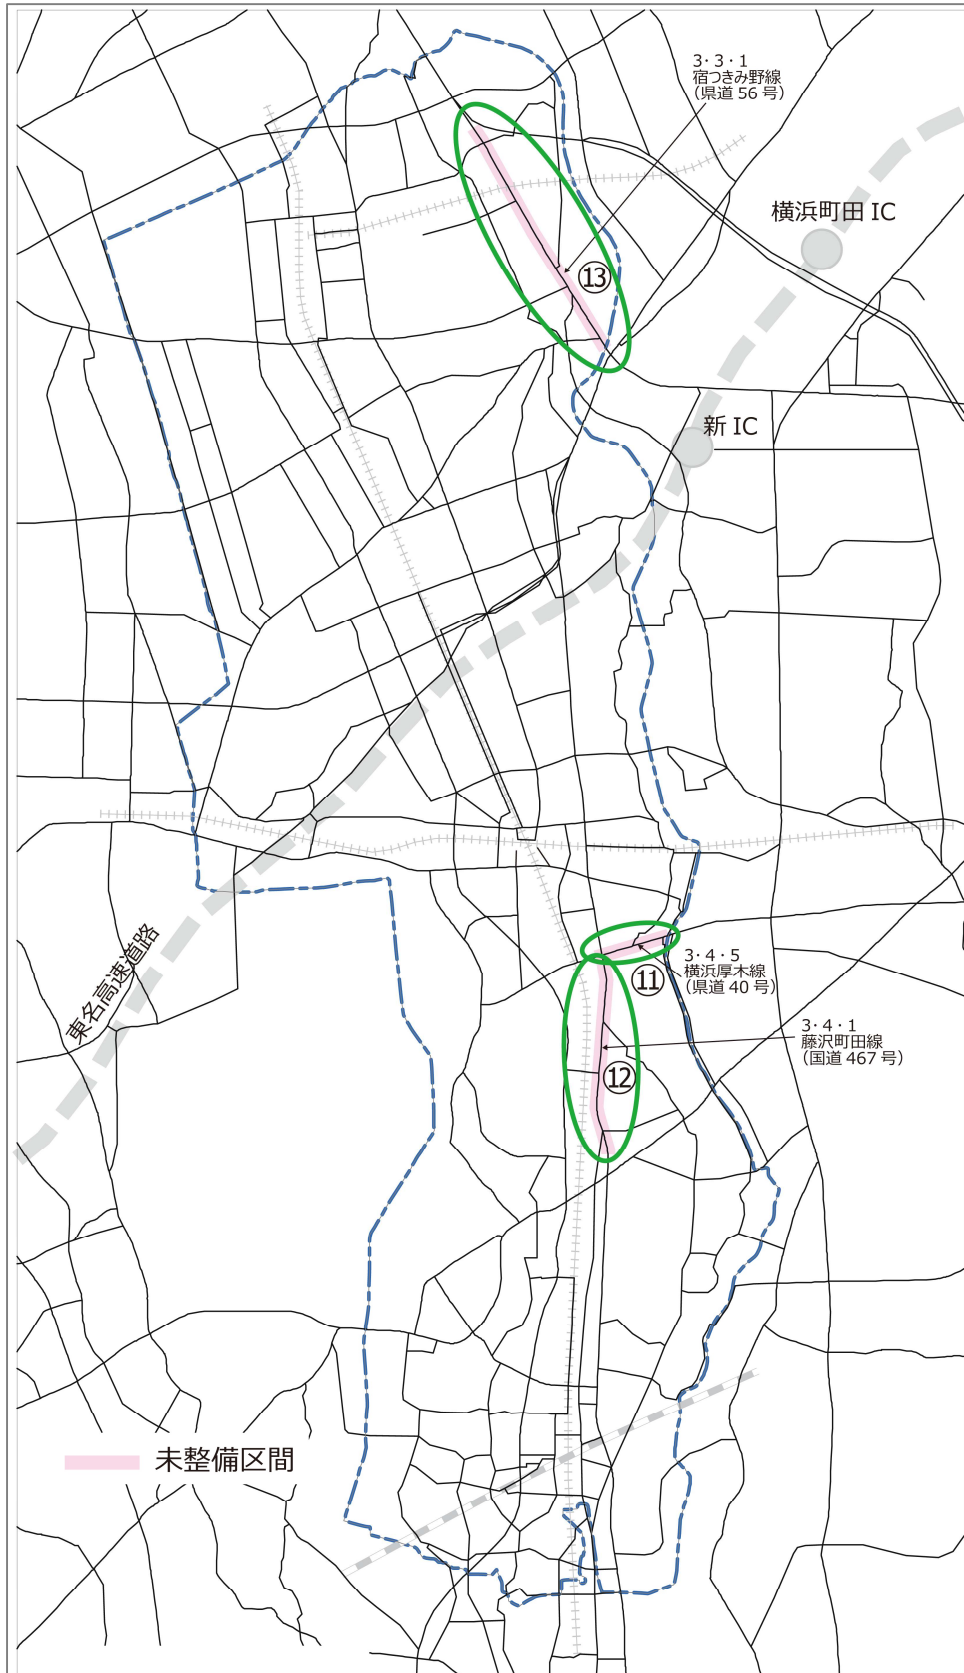 3・3・1
宿つきみ野線
（県道 56 号）
横浜町田 IC
⑬
新 IC
東名高速道路
3・4・5
横浜厚木線
（県道 40 号）
⑪
3・4・1
藤沢町田線
（国道 467 号）
⑫
未整備区間